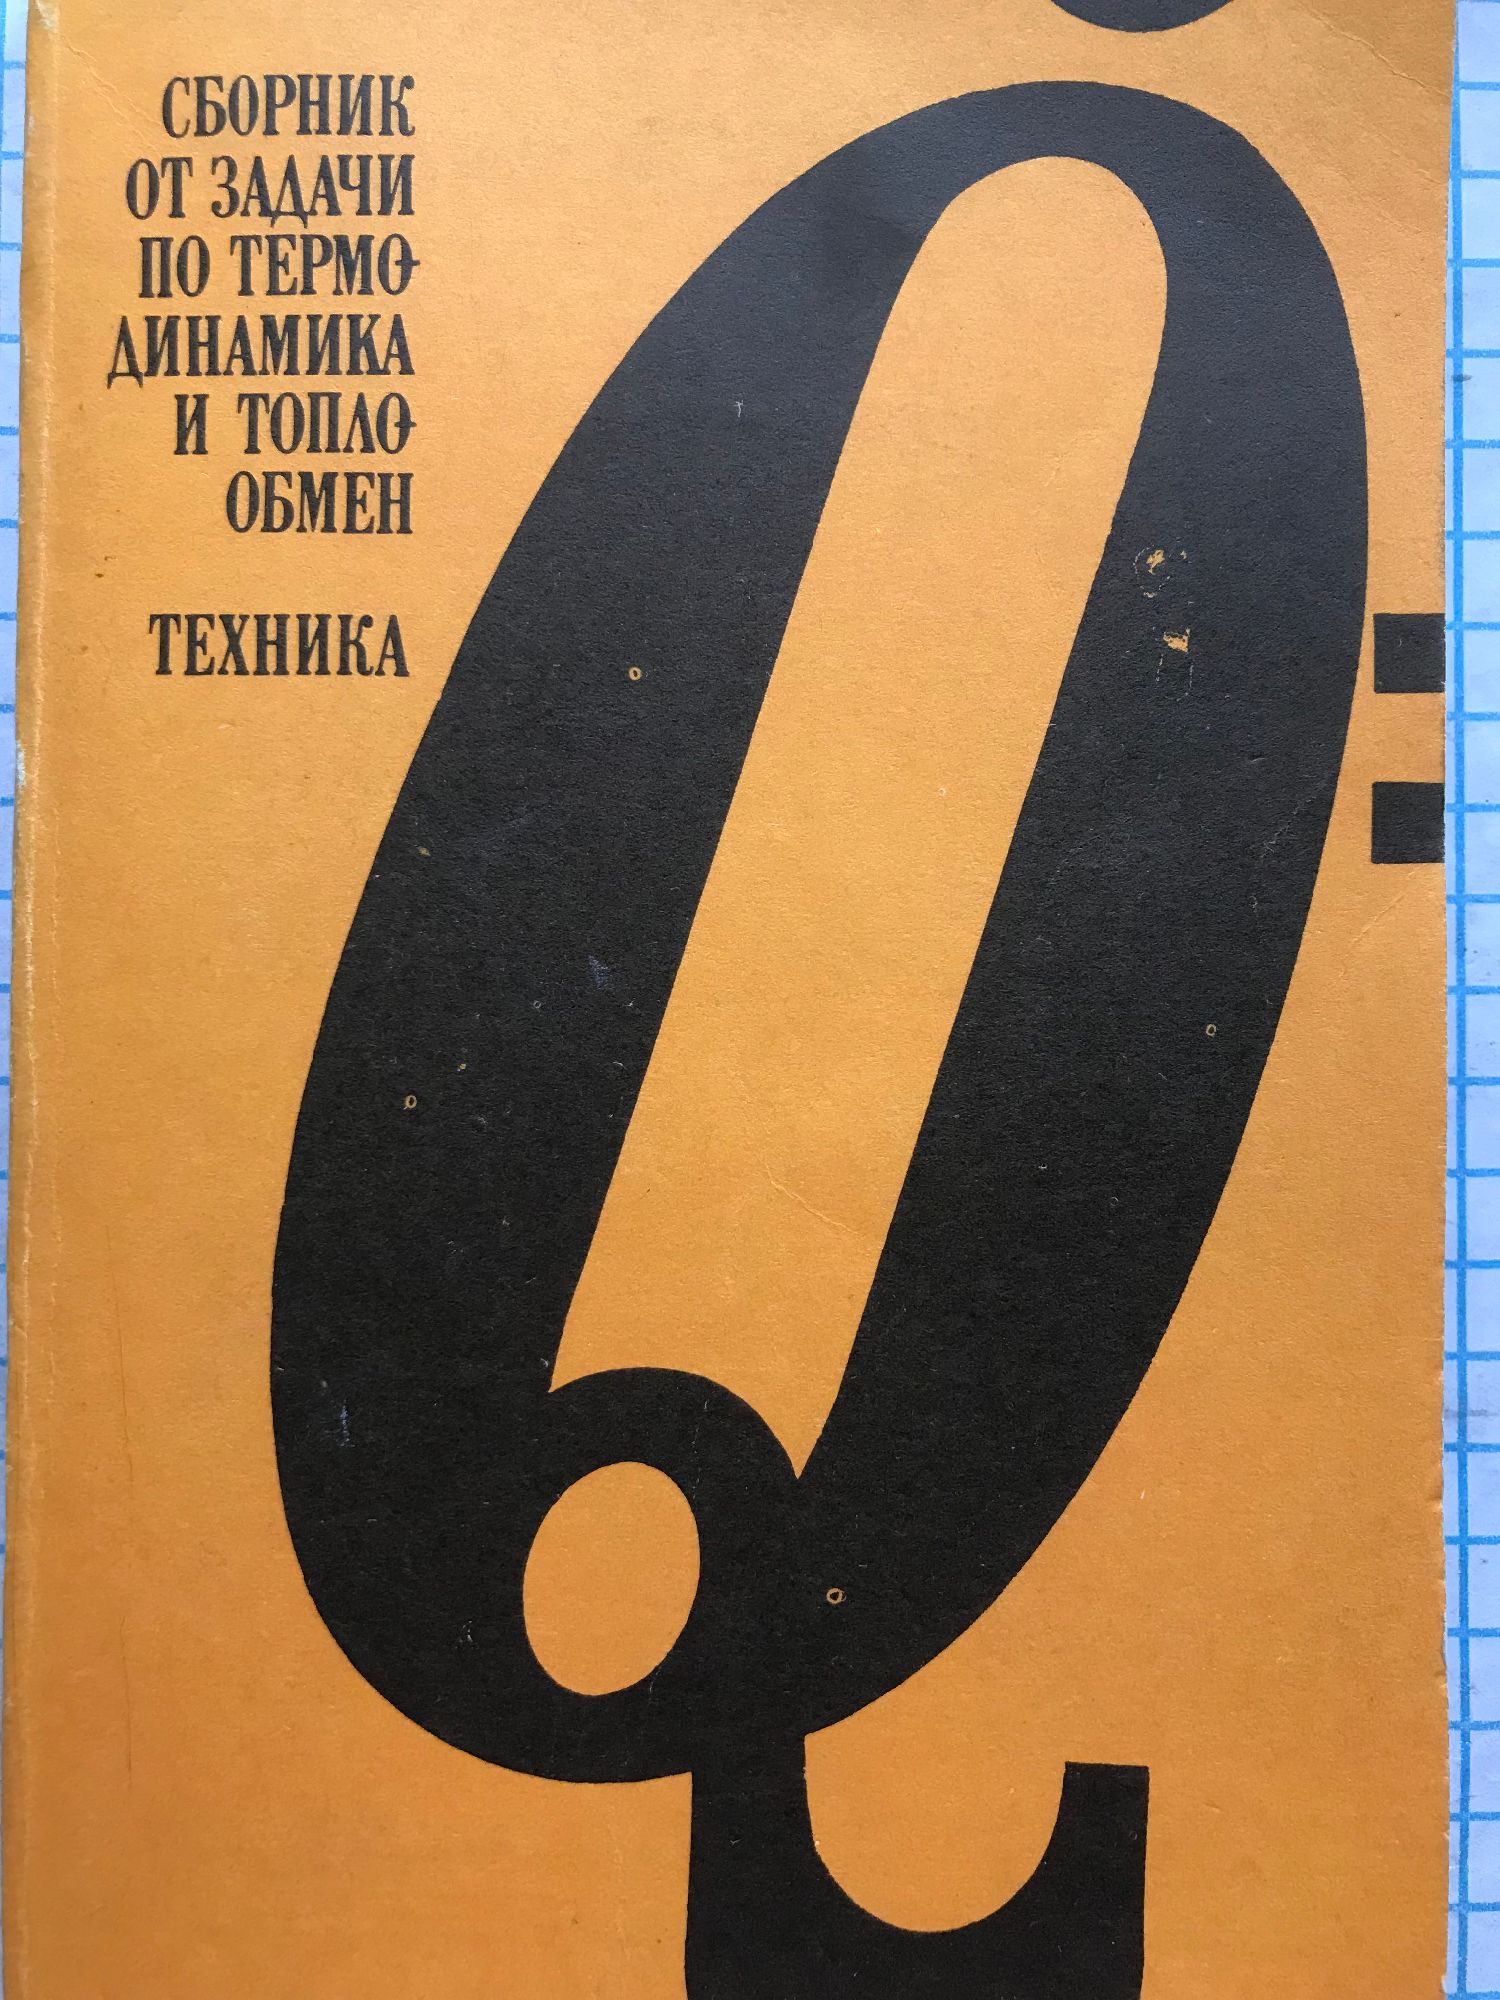 СБОРНИК
ОТ ЗАДАЧИ
ПО ТЕРМО-
ДИНАМИКА
И ТОПЛО-
ОБМЕН
ТЕХНИКА
Q̇=